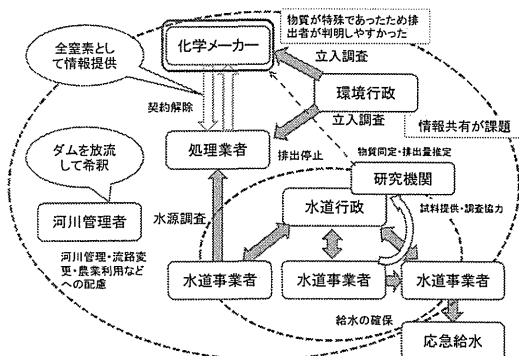 物質が特殊であったため排
出者が判明しやすかった
化学メーカー
全窒素とし
て情報提供
立入調査
環境行政
契約解除
立入調査
情報共有が課題
処理業者
排出停止
物質同定・排出量推定
ダムを放流
して希釈
研究機関
水道行政
試料提供・調査協力
河川管理者
水源調査
河川管理・流路変
更・農業利用など
への配慮
水道事業者
水道事業者
水道事業者
給水の確保
応急給水